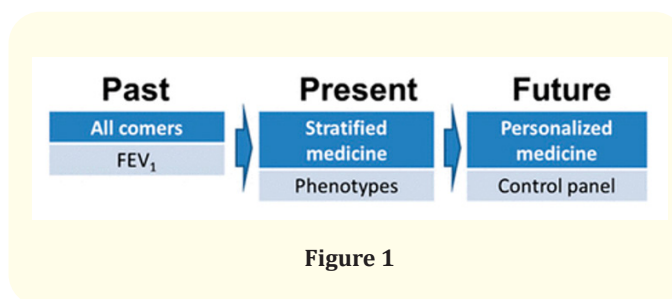 Past
Present
Future
All comers
FEV₁
Stratified
medicine
Phenotypes
Personalized
medicine
Control panel
Figure 1